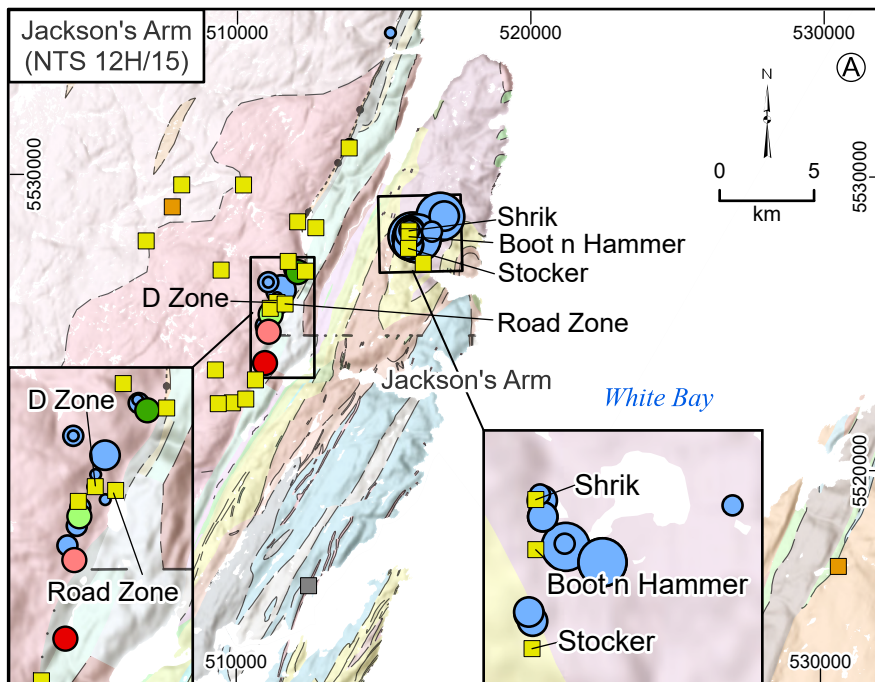 Jackson's Arm
(NTS 12H/15)
510000
520000
530000
A
N
0
5
km
5530000
5530000
Shrik
Boot n Hammer
Stocker
D Zone
Road Zone
Jackson's Arm
White Bay
D Zone
Road Zone
Shrik
Boot n Hammer
Stocker
5520000
510000
530000